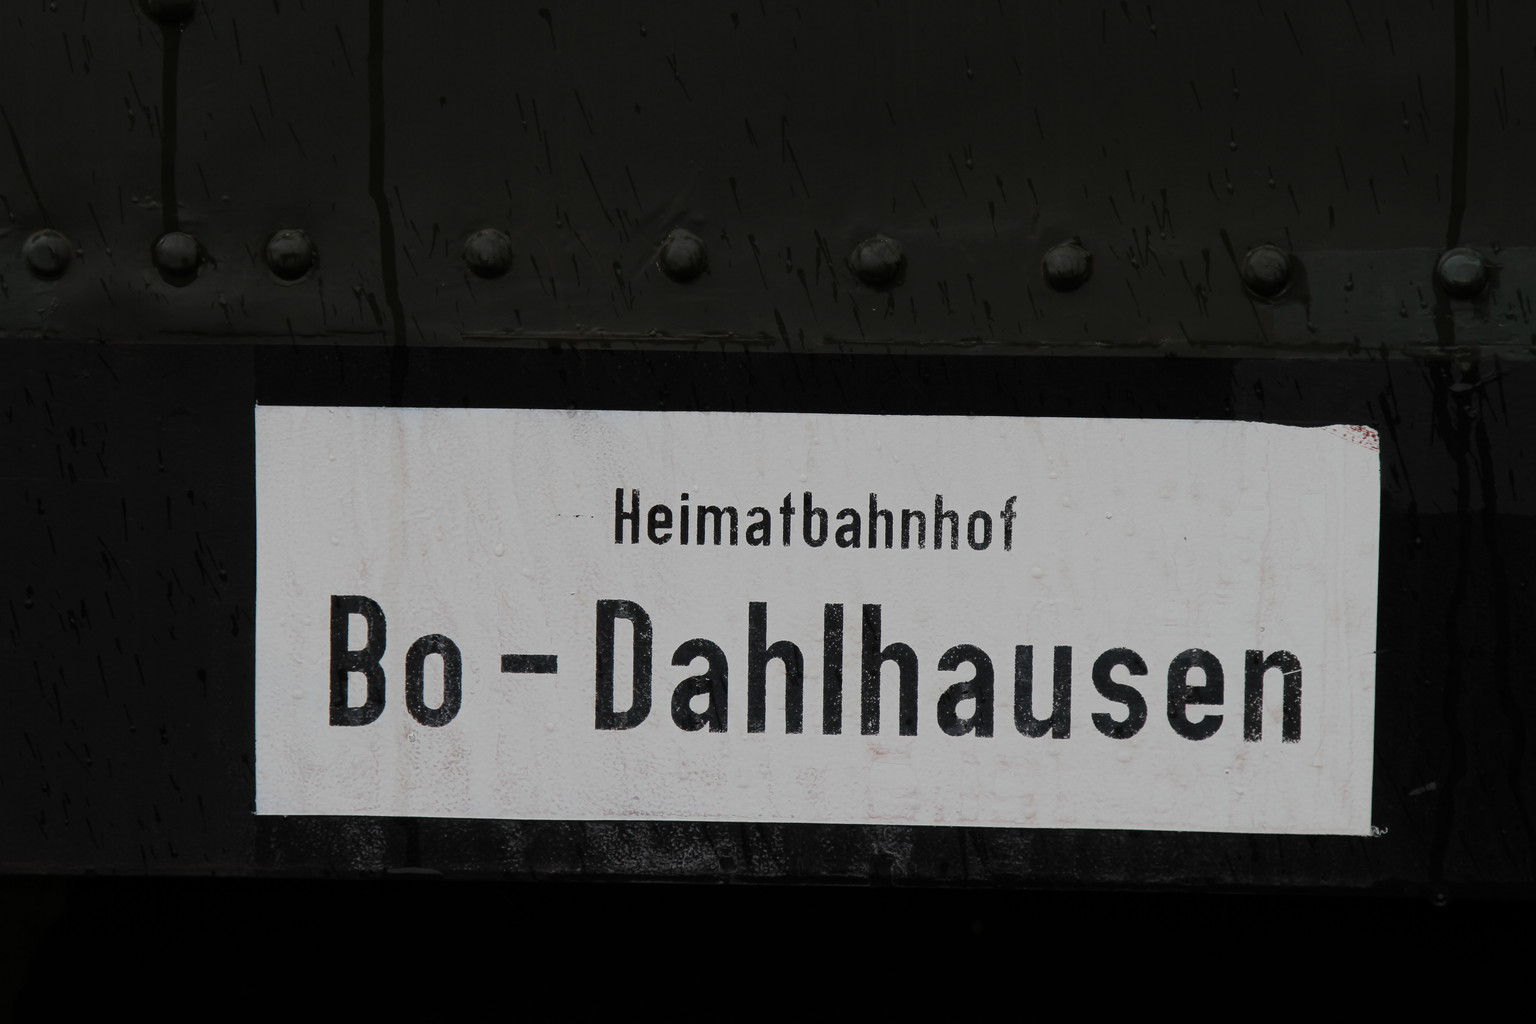 Heimatbahnhof
Bo - Dahlhausen